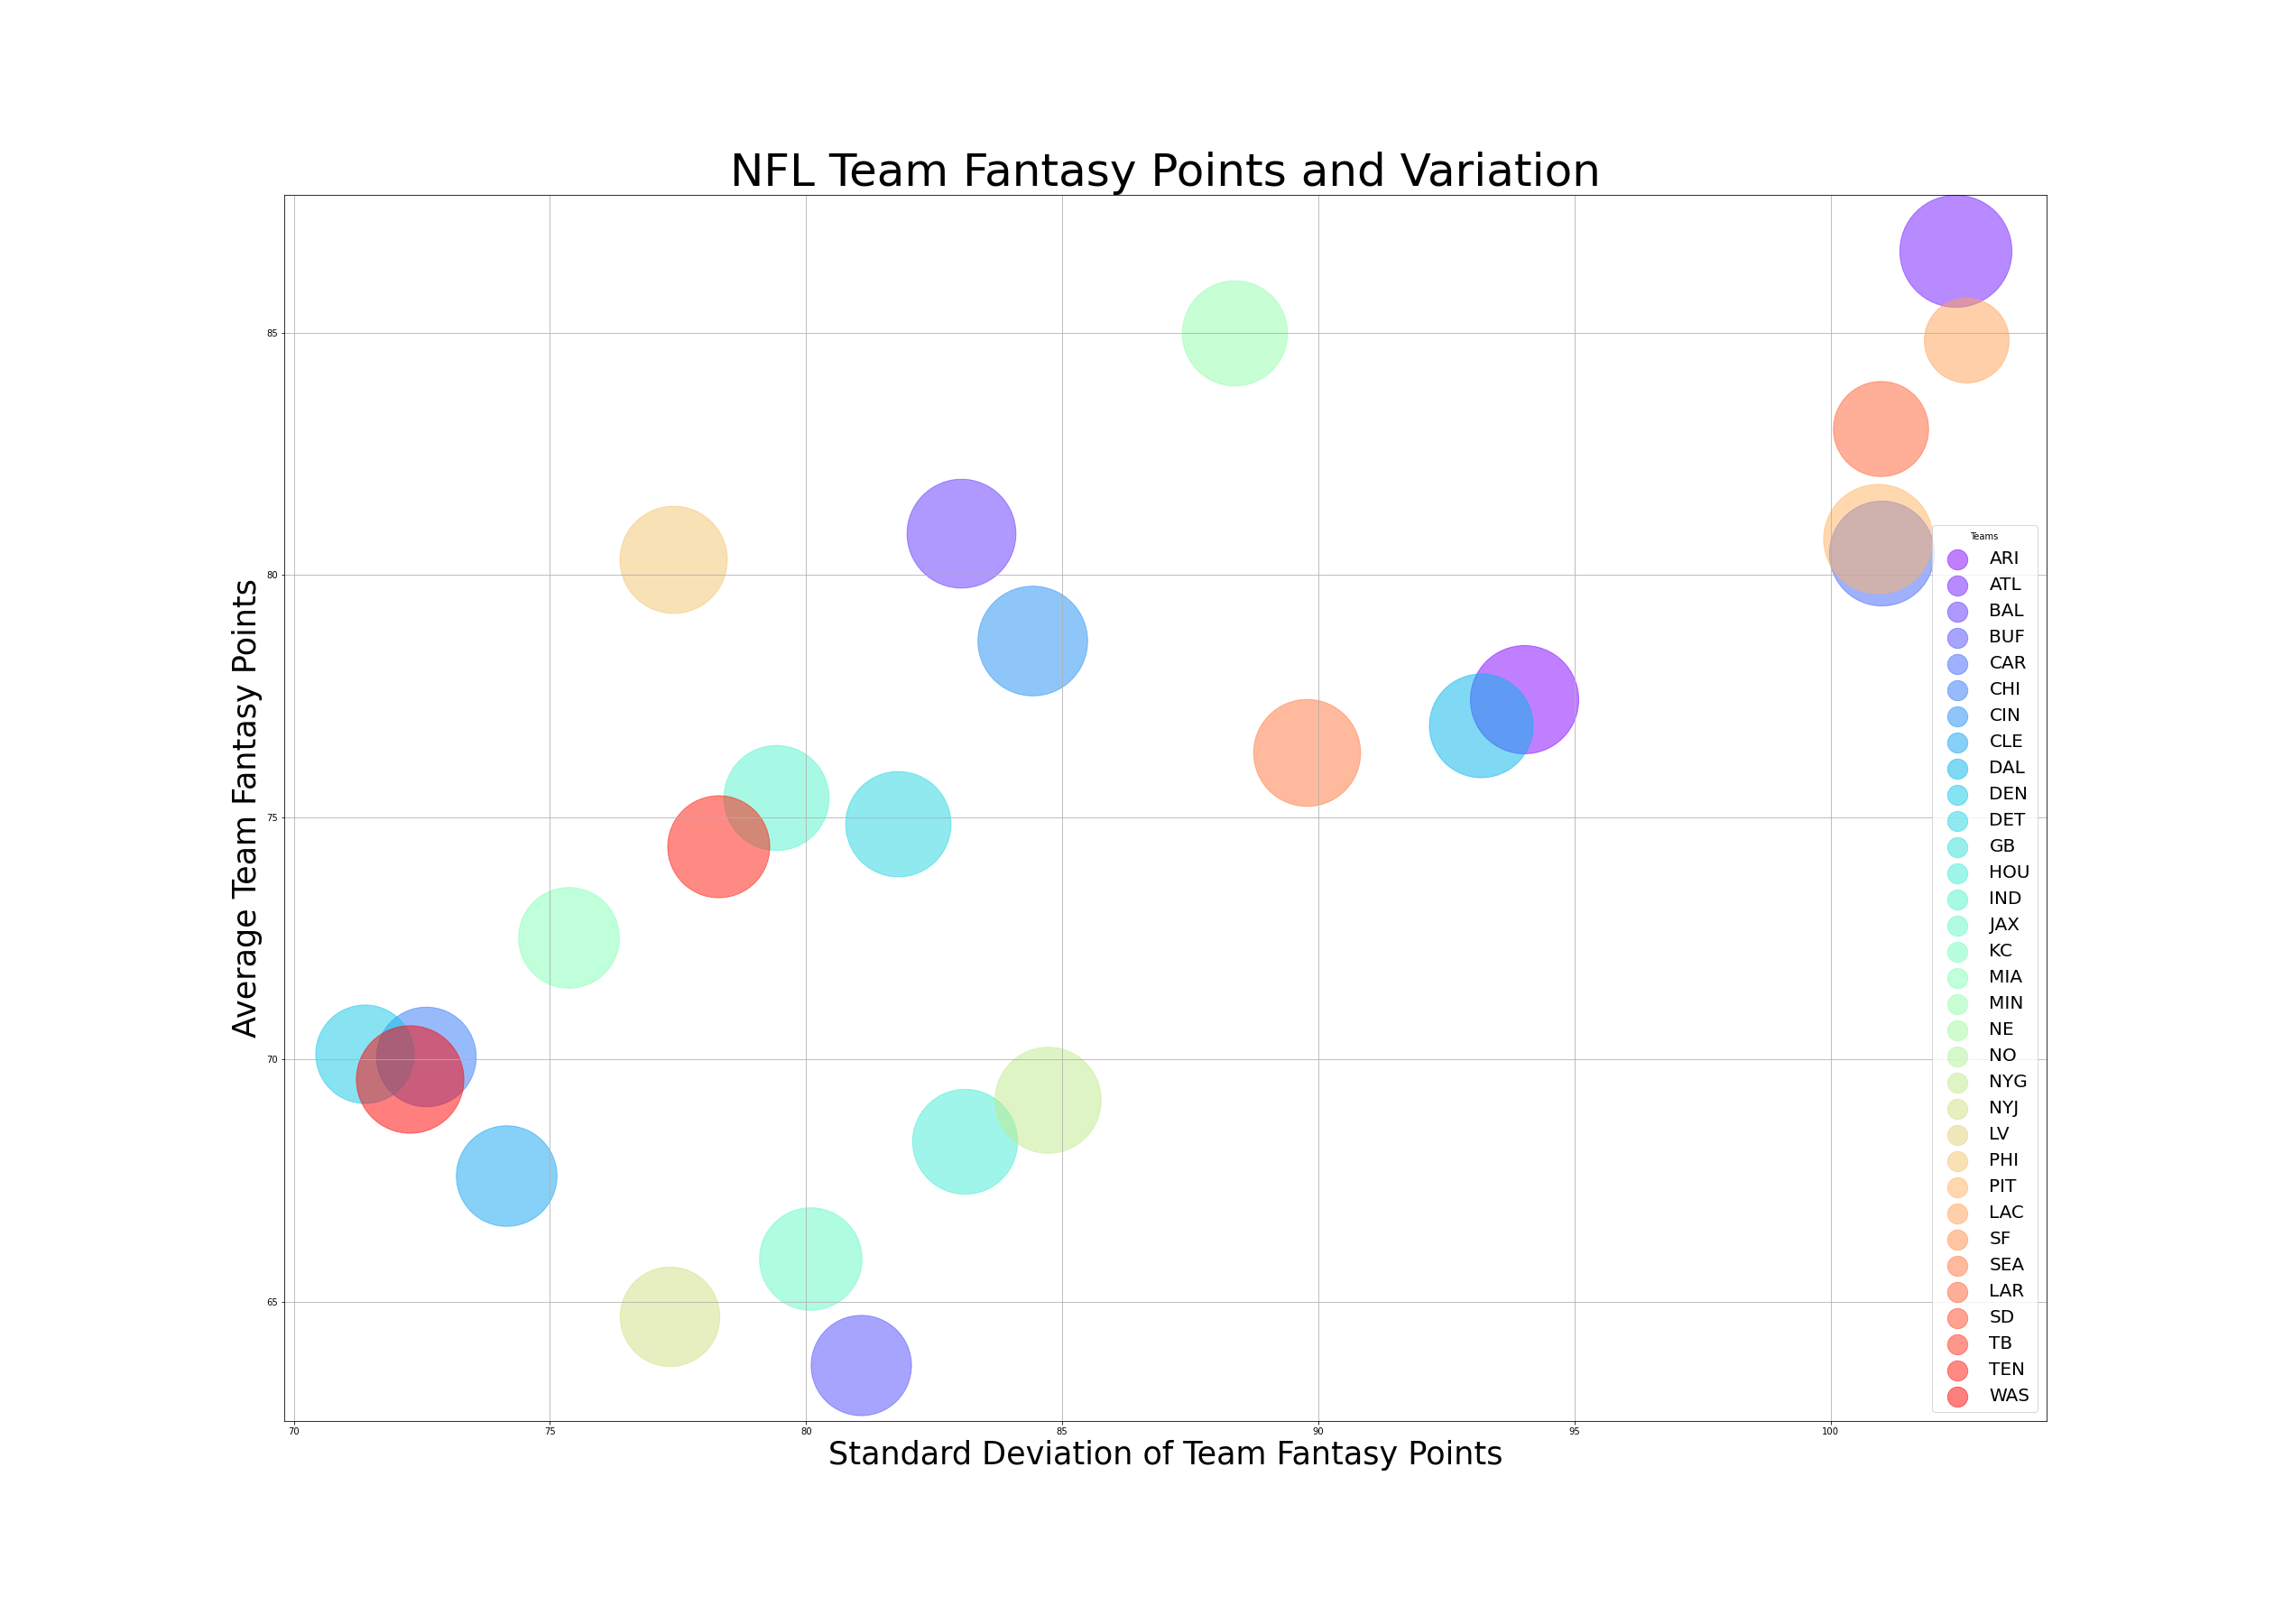 NFL Team Fantasy Points and Variation
Average Team Fantasy Points
85
80
75
70
65
70 75 80 85 90 95 100
Standard Deviation of Team Fantasy Points
Teams
ARI
ATL
BAL
BUF
CAR
CHI
CIN
CLE
DAL
DEN
DET
GB
HOU
IND
JAX
KC
MIA
MIN
NE
NO
NYG
NYJ
LV
PHI
PIT
LAC
SF
SEA
LAR
SD
TB
TEN
WAS